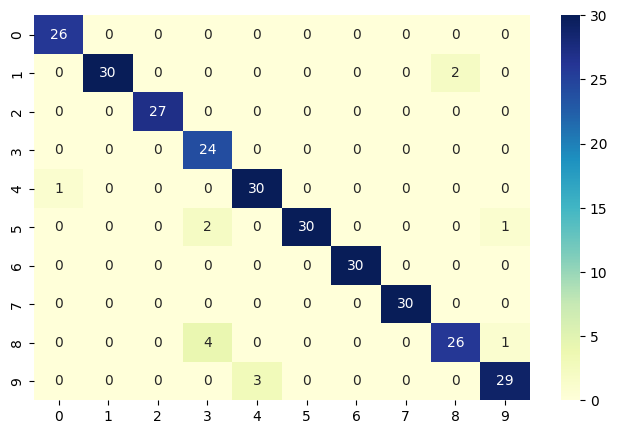 0 26 0 0 0 0 0 0 0 0 0
1 0 30 0 0 0 0 0 0 2 0
2 0 0 27 0 0 0 0 0 0 0
3 0 0 0 24 0 0 0 0 0 0
4 1 0 0 0 30 0 0 0 0 0
5 0 0 0 2 0 30 0 0 0 1
6 0 0 0 0 0 0 30 0 0 0
7 0 0 0 0 0 0 0 30 0 0
8 0 0 0 4 0 0 0 0 26 1
9 0 0 0 0 3 0 0 0 0 29
0 1 2 3 4 5 6 7 8 9
30
25
20
15
10
5
0